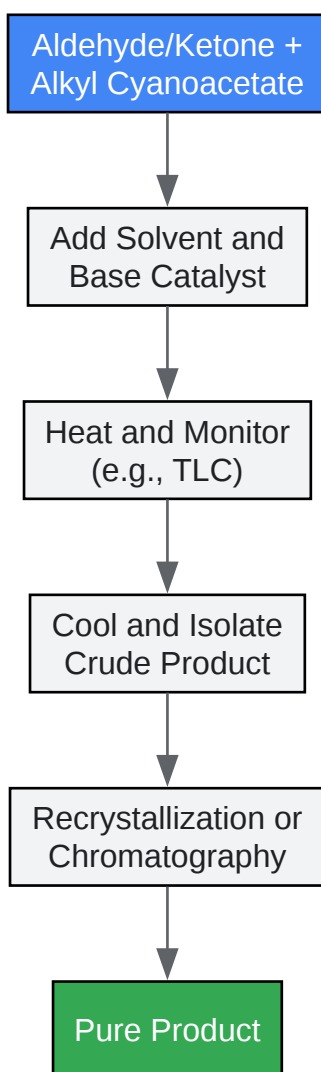 Aldehyde/Ketone +
Alkyl Cyanoacetate
Add Solvent and
Base Catalyst
Heat and Monitor
(e.g., TLC)
Cool and Isolate
Crude Product
Recrystallization or
Chromatography
Pure Product